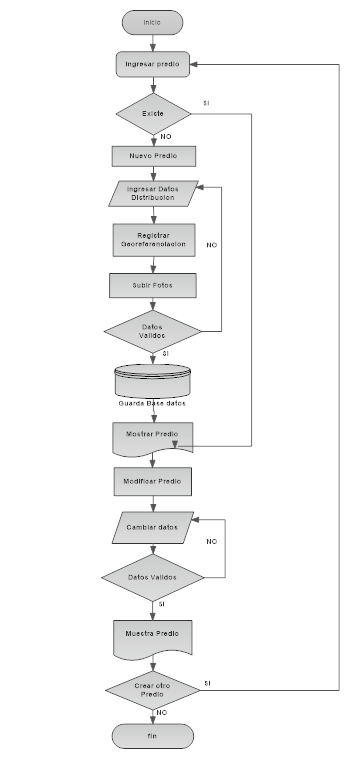 Inicio
Ingresar predio
SI
Existe
NO
Nuevo Predio
Ingresar Datos
Distribucion
Registrar
Georeferenciacion
NO
Subir Fotos
Datos
Validos
SI
Guarda Base datos
Mostrar Predio
Modificar Predio
Cambiar datos
NO
Datos Validos
SI
Muestra Predio
SI
Crear otro
Predio
NO
fin